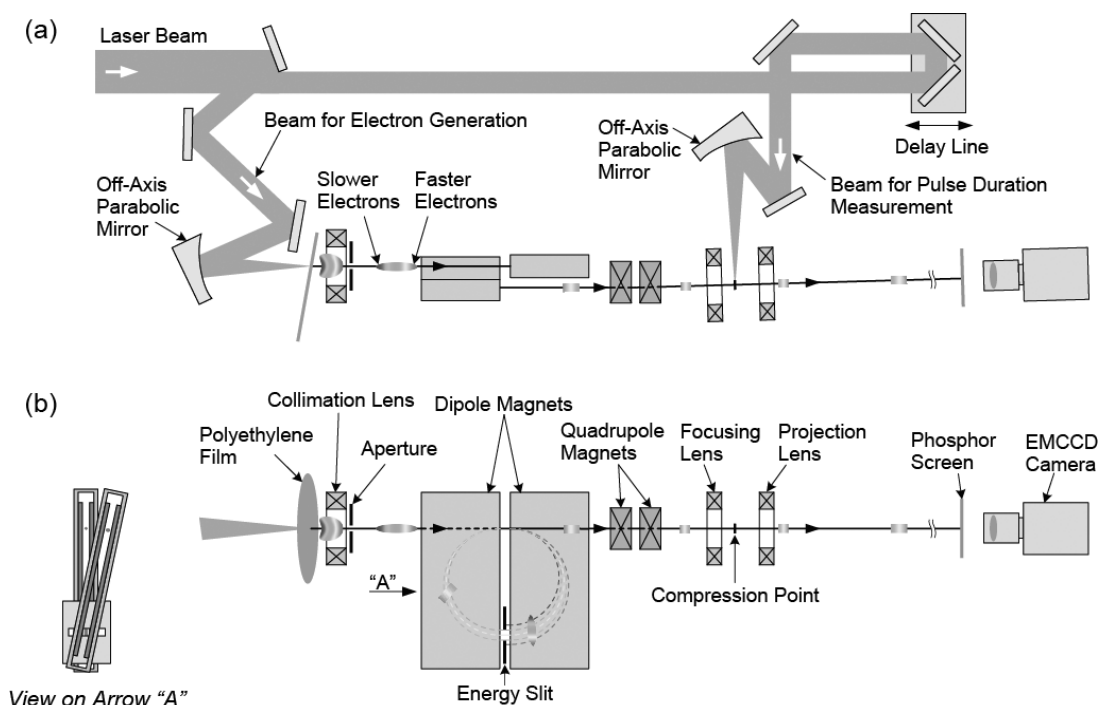 (a)
Laser Beam
Beam for Electron Generation
Off-Axis
Parabolic
Mirror
Slower
Electrons
Faster
Electrons
Off-Axis
Parabolic
Mirror
Delay Line
Beam for Pulse Duration
Measurement
(b)
Polyethylene
Film
Collimation Lens
Aperture
Dipole Magnets
Quadrupole
Magnets
Focusing
Lens
Projection
Lens
Phosphor
Screen
EMCCD
Camera
“A”
Compression Point
Energy Slit
View on Arrow “A”